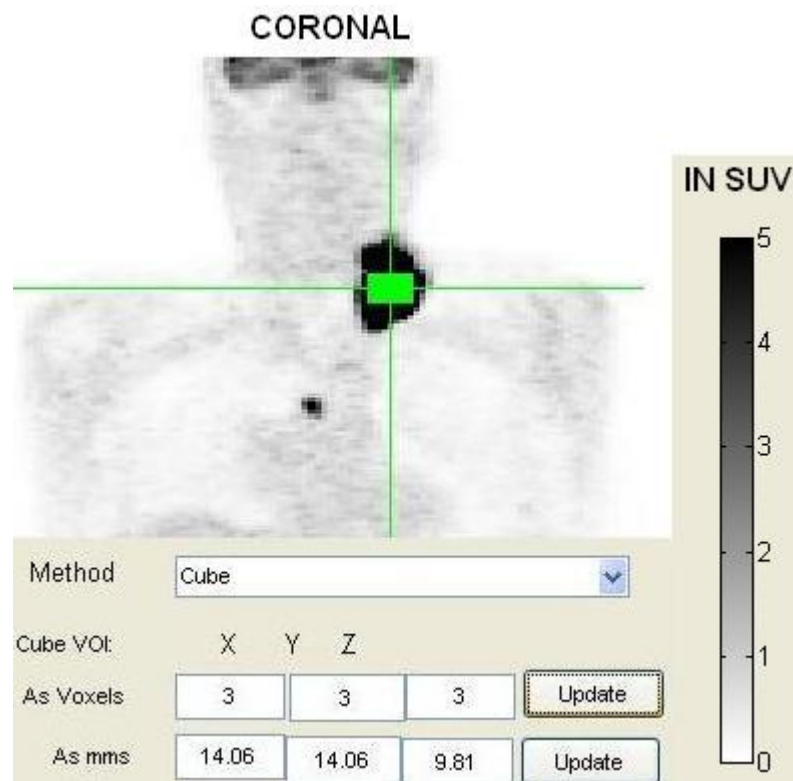 CORONAL
IN SUV
5
4
3
2
1
0
Method Cube
Cube VOI: X Y Z
As Voxels 3 3 3 Update
As mms 14.06 14.06 9.81 Update